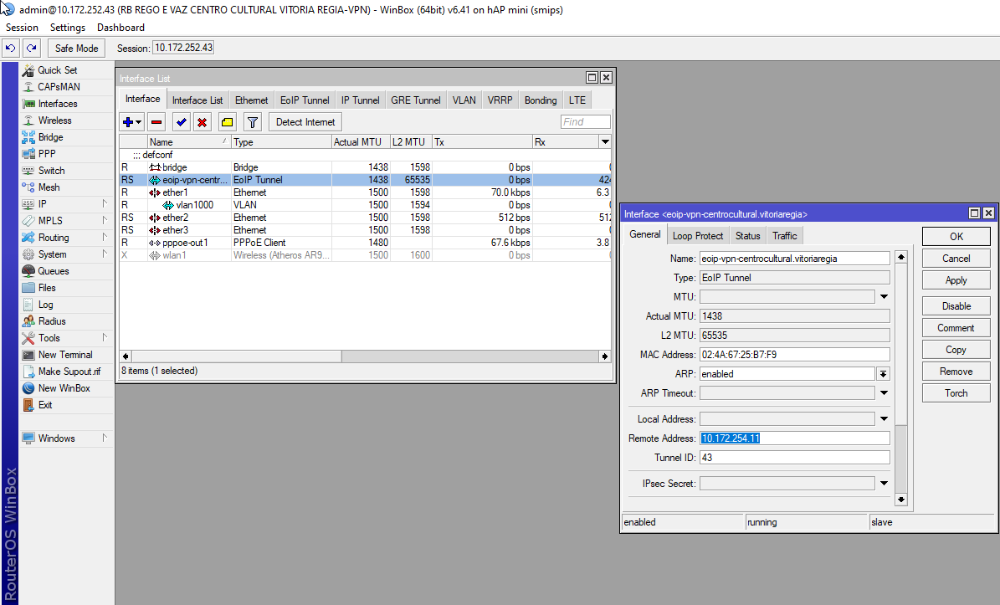 admin@10.172.252.43 (RB REGO E VAZ CENTRO CULTURAL VITORIA REGIA-VPN) - WinBox (64bit) v6.41 on hAP mini (smips)
Session Settings Dashboard
Safe Mode Session: 10.172.252.43
Quick Set
CAPsMAN
Interfaces
Wireless
Bridge
PPP
Switch
Mesh
IP
MPLS
Routing
System
Queues
Files
Log
Radius
Tools
New Terminal
Make Supout.rif
New WinBox
Exit
Windows
RouterOS WinBox
Interface List
Interface Interface List Ethernet EoIP Tunnel IP Tunnel GRE Tunnel VLAN VRRP Bonding LTE
Detect Internet Find
Name Type Actual MTU L2 MTU Tx Rx
;;; defconf
R bridge Bridge 1438 1598 0 bps
RS eoip-vpn-centr... EoIP Tunnel 1438 65535 0 bps 424
R ether1 Ethernet 1500 1598 70.0 kbps 6.3
R vlan1000 VLAN 1500 1594 0 bps
RS ether2 Ethernet 1500 1598 512 bps 512
RS ether3 Ethernet 1500 1598 0 bps
R pppoe-out1 PPPoE Client 1480 67.6 kbps 3.8
X wlan1 Wireless (Atheros AR9... 1500 1600 0 bps
8 items (1 selected)
Interface <eoip-vpn-centrocultural.vitoriaregia>
General Loop Protect Status Traffic
Name: eoip-vpn-centrocultural.vitoriaregia
Type: EoIP Tunnel
MTU:
Actual MTU: 1438
L2 MTU: 65535
MAC Address: 02:4A:67:25:B7:F9
ARP: enabled
ARP Timeout:
Local Address:
Remote Address: 10.172.254.11
Tunnel ID: 43
IPsec Secret:
OK
Cancel
Apply
Disable
Comment
Copy
Remove
Torch
enabled running slave